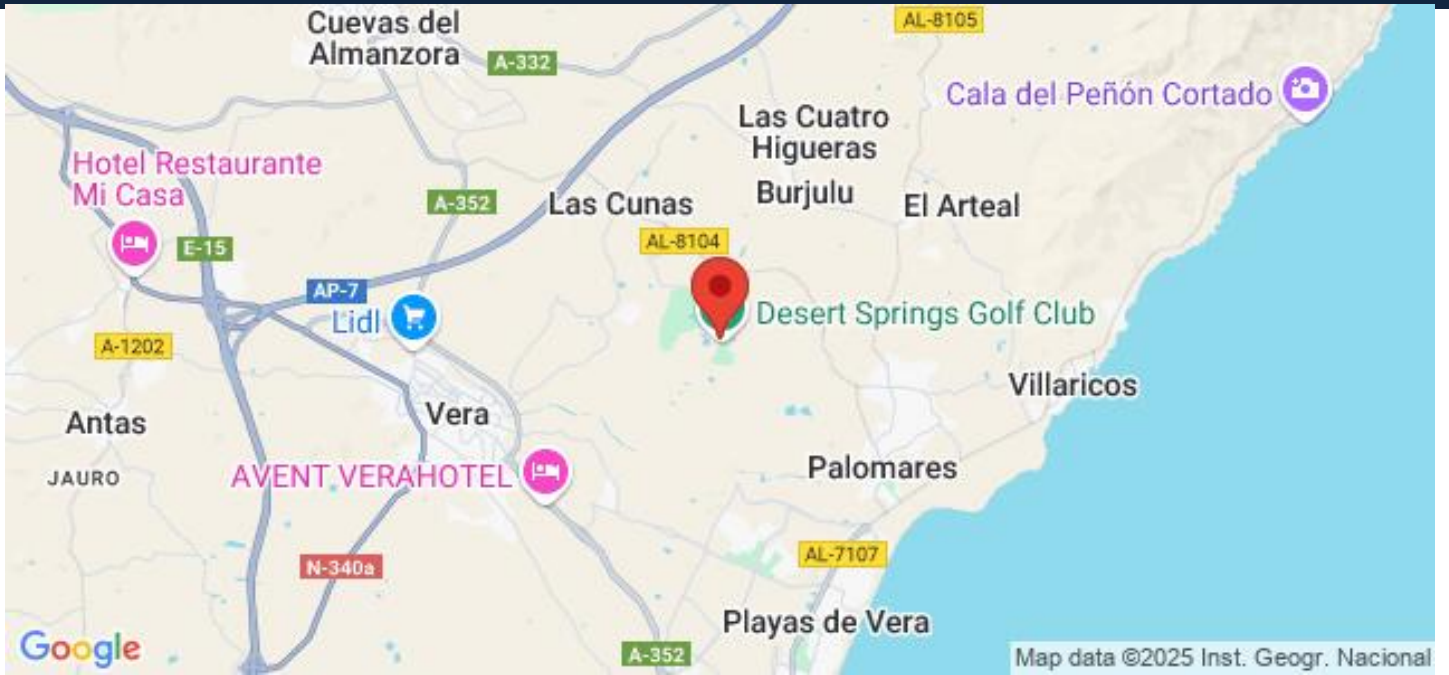 Cuevas del
Almanzora
A-332
AL-8105
Cala del Peñón Cortado
Las Cuatro
Higueras
Hotel Restaurante
Mi Casa
A-352
Las Cunas
Burjulu
El Arteal
E-15
AL-8104
AP-7
Lidl
Desert Springs Golf Club
A-1202
Villaricos
Antas
Vera
JAURO
AVENT VERAHOTEL
Palomares
N-340a
AL-7107
Playas de Vera
Google
A-352
Map data ©2025 Inst. Geogr. Nacional